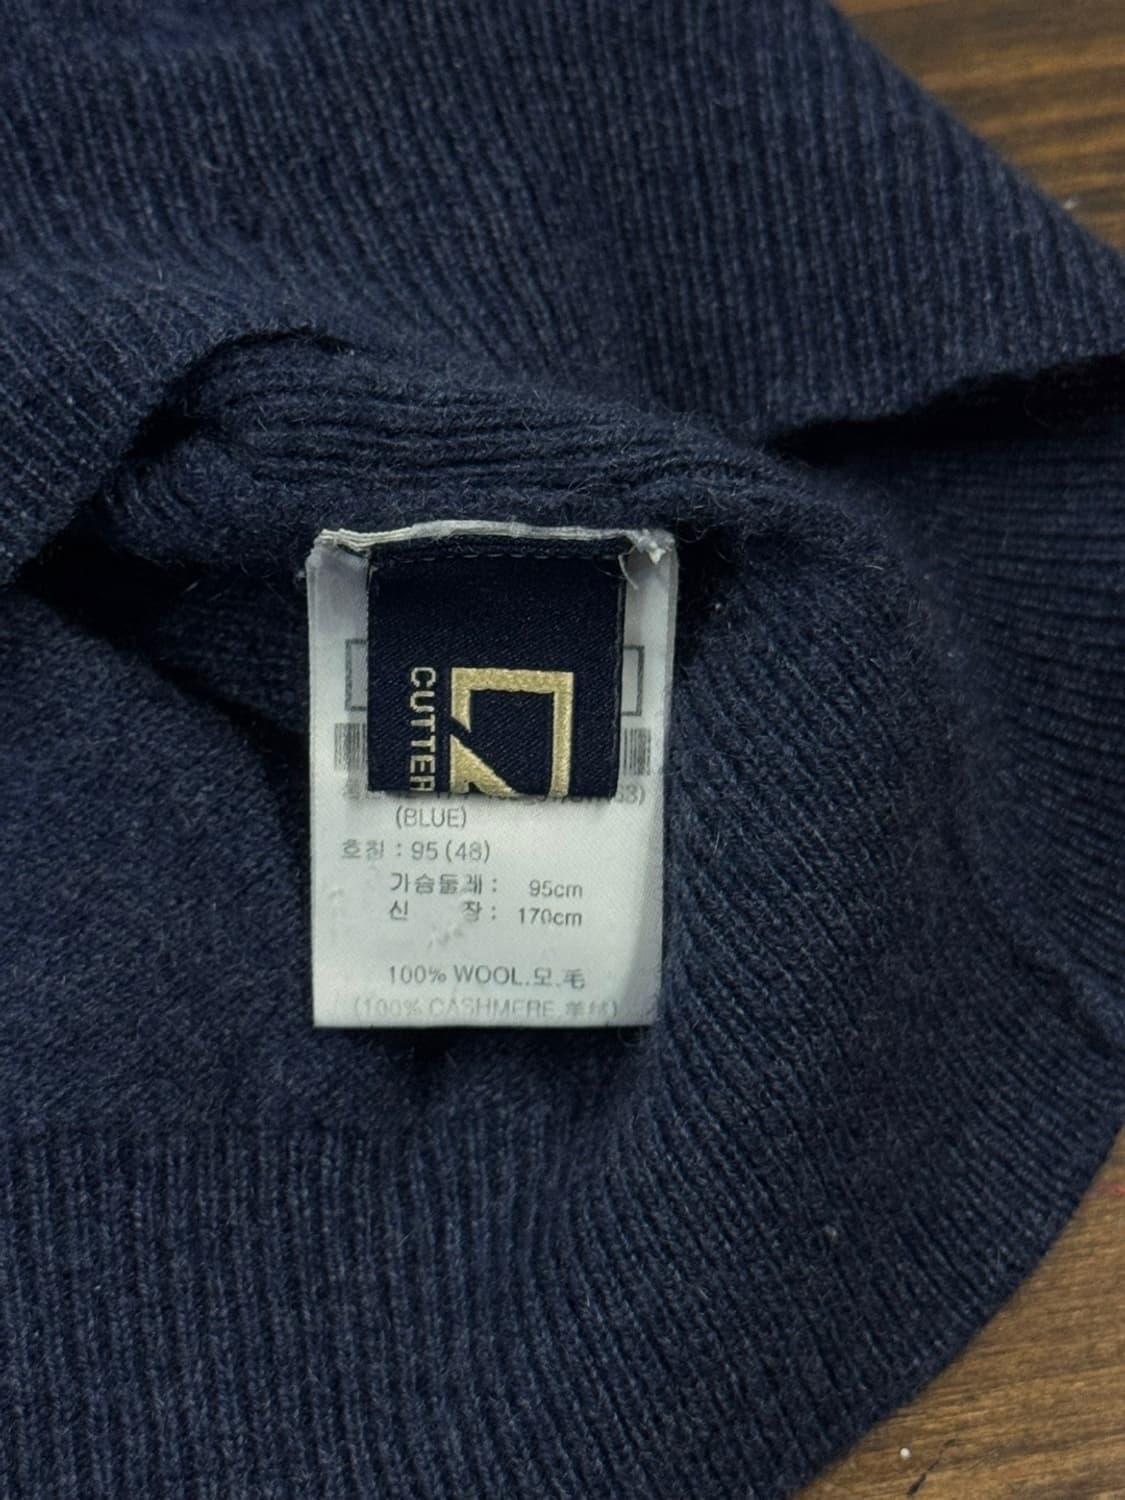 CUTTER
(BLUE)
호칭 : 95 (48)
가슴둘레 : 95cm
신 장 : 170cm
100% WOOL.모.毛
(100% CASHMERE.羊絨)